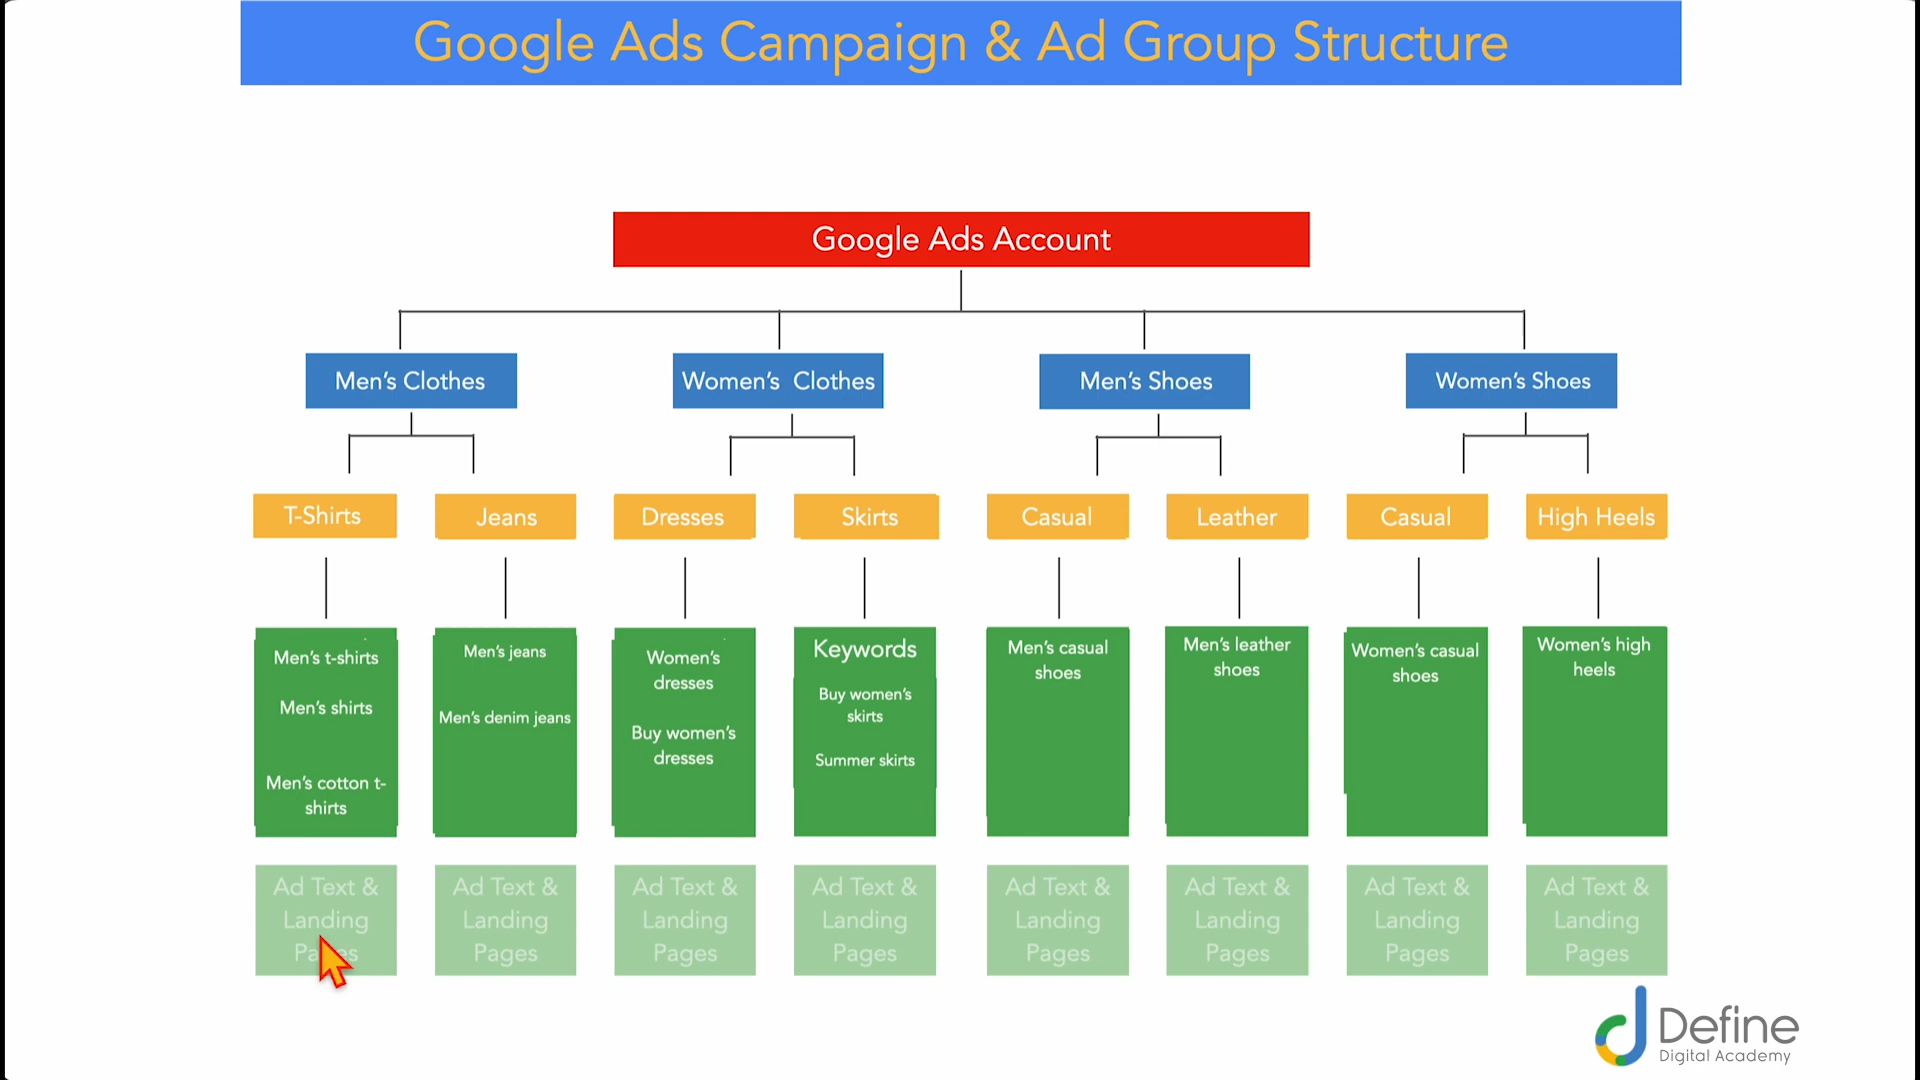 Google Ads Campaign & Ad Group Structure
Google Ads Account
Men's Clothes
Women's Clothes
Men's Shoes
Women's Shoes
T-Shirts
Jeans
Dresses
Skirts
Casual
Leather
Casual
High Heels
Men's t-shirts
Men's shirts
Men's cotton t-
shirts
Men's jeans
Men's denim jeans
Women's
dresses
Buy women's
dresses
Keywords
Buy women's
skirts
Summer skirts
Men's casual
shoes
Men's leather
shoes
Women's casual
shoes
Women's high
heels
Ad Text &
Landing
Pages
Ad Text &
Landing
Pages
Ad Text &
Landing
Pages
Ad Text &
Landing
Pages
Ad Text &
Landing
Pages
Ad Text &
Landing
Pages
Ad Text &
Landing
Pages
Ad Text &
Landing
Pages
Define
Digital Academy